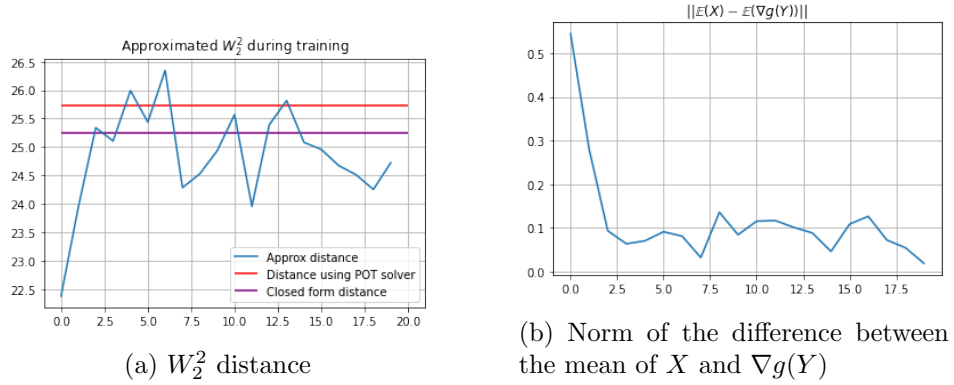 Approximated $W_2^2$ during training
26.5
26.0
25.5
25.0
24.5
24.0
23.5
23.0
22.5
Approx distance
Distance using POT solver
Closed form distance
0.0 2.5 5.0 7.5 10.0 12.5 15.0 17.5 20.0
(a) $W_2^2$ distance
||𝔼(X) − 𝔼(∇g(Y))||
0.5
0.4
0.3
0.2
0.1
0.0
0.0 2.5 5.0 7.5 10.0 12.5 15.0 17.5
(b) Norm of the difference between
the mean of X and ∇g(Y)